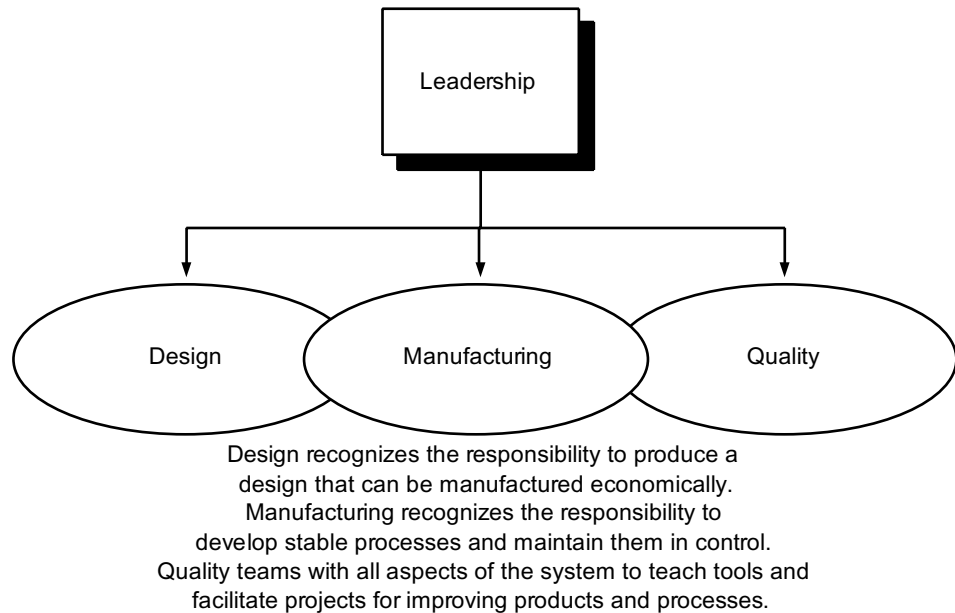 Leadership
Design
Manufacturing
Quality
Design recognizes the responsibility to produce a
design that can be manufactured economically.
Manufacturing recognizes the responsibility to
develop stable processes and maintain them in control.
Quality teams with all aspects of the system to teach tools and
facilitate projects for improving products and processes.